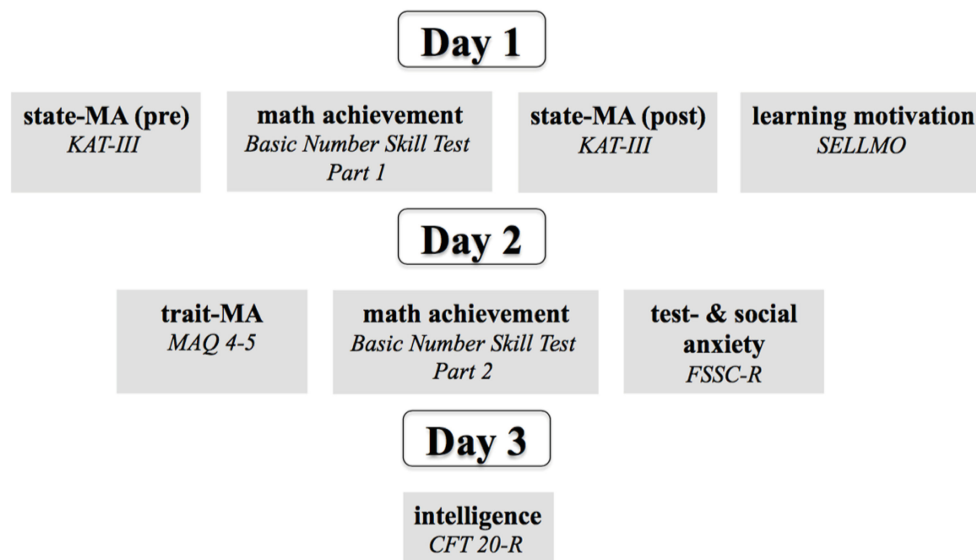 Day 1
state-MA (pre)
KAT-III
math achievement
Basic Number Skill Test
Part 1
state-MA (post)
KAT-III
learning motivation
SELLMO
Day 2
trait-MA
MAQ 4-5
math achievement
Basic Number Skill Test
Part 2
test- & social
anxiety
FSSC-R
Day 3
intelligence
CFT 20-R